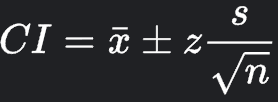 CI = x̄ ± z s/√n